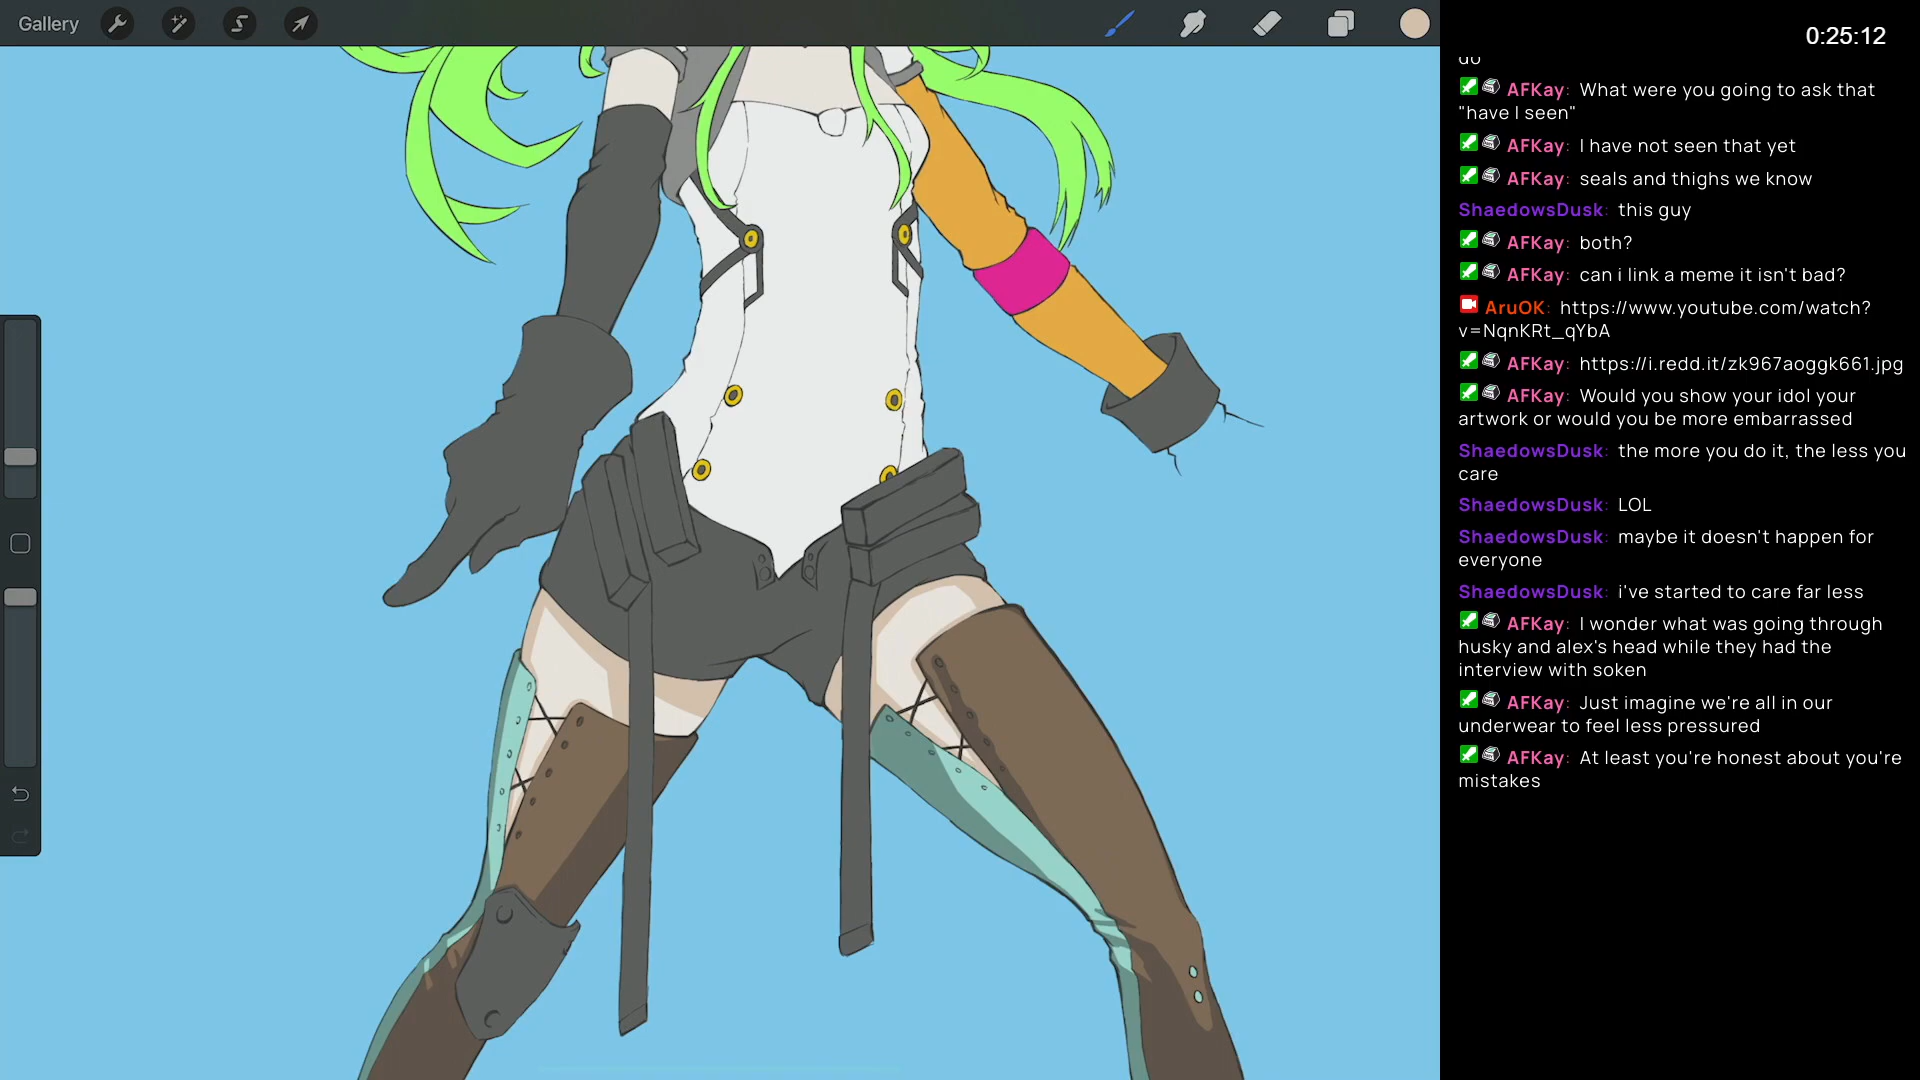 Gallery
0:25:12
do
AFKay: What were you going to ask that
"have I seen"
AFKay: I have not seen that yet
AFKay: seals and thighs we know
ShaedowsDusk: this guy
AFKay: both?
AFKay: can i link a meme it isn't bad?
AruOK: https://www.youtube.com/watch?
v=NqnKRt_qYbA
AFKay: https://i.redd.it/zk967aoggk661.jpg
AFKay: Would you show your idol your
artwork or would you be more embarrassed
ShaedowsDusk: the more you do it, the less you
care
ShaedowsDusk: LOL
ShaedowsDusk: maybe it doesn't happen for
everyone
ShaedowsDusk: i've started to care far less
AFKay: I wonder what was going through
husky and alex's head while they had the
interview with soken
AFKay: Just imagine we're all in our
underwear to feel less pressured
AFKay: At least you're honest about you're
mistakes